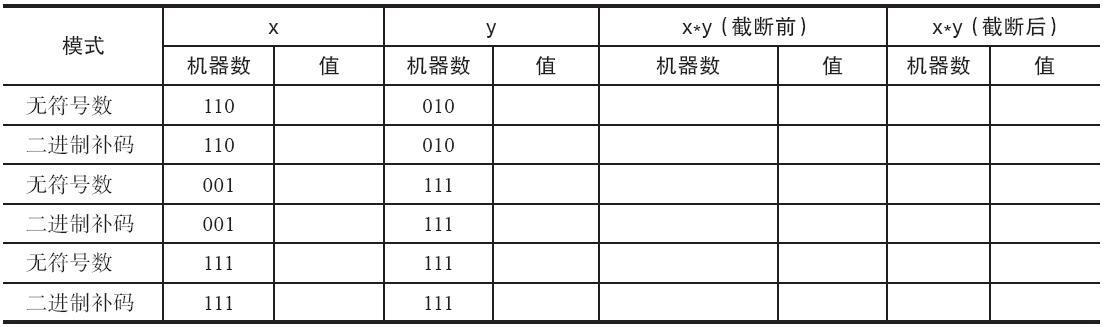 模式 x y x*y（截断前） x*y（截断后）
机器数 值 机器数 值 机器数 值 机器数 值
无符号数 110 010
二进制补码 110 010
无符号数 001 111
二进制补码 001 111
无符号数 111 111
二进制补码 111 111